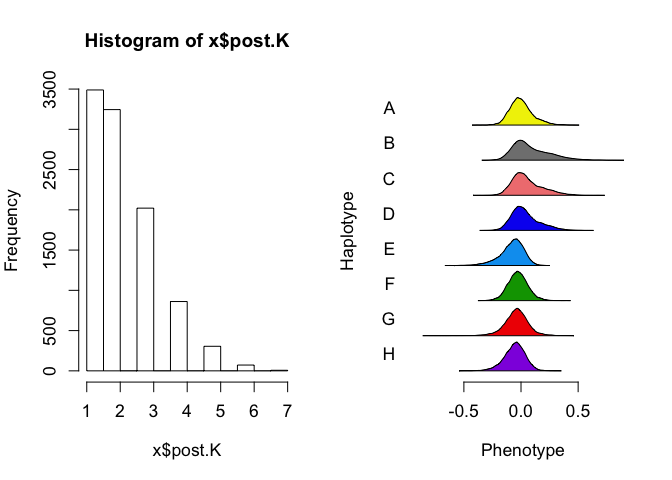 Histogram of x$post.K
Frequency
0
500
1500
2500
3500
1 2 3 4 5 6 7
x$post.K
Haplotype
A
B
C
D
E
F
G
H
-0.5 0.0 0.5
Phenotype